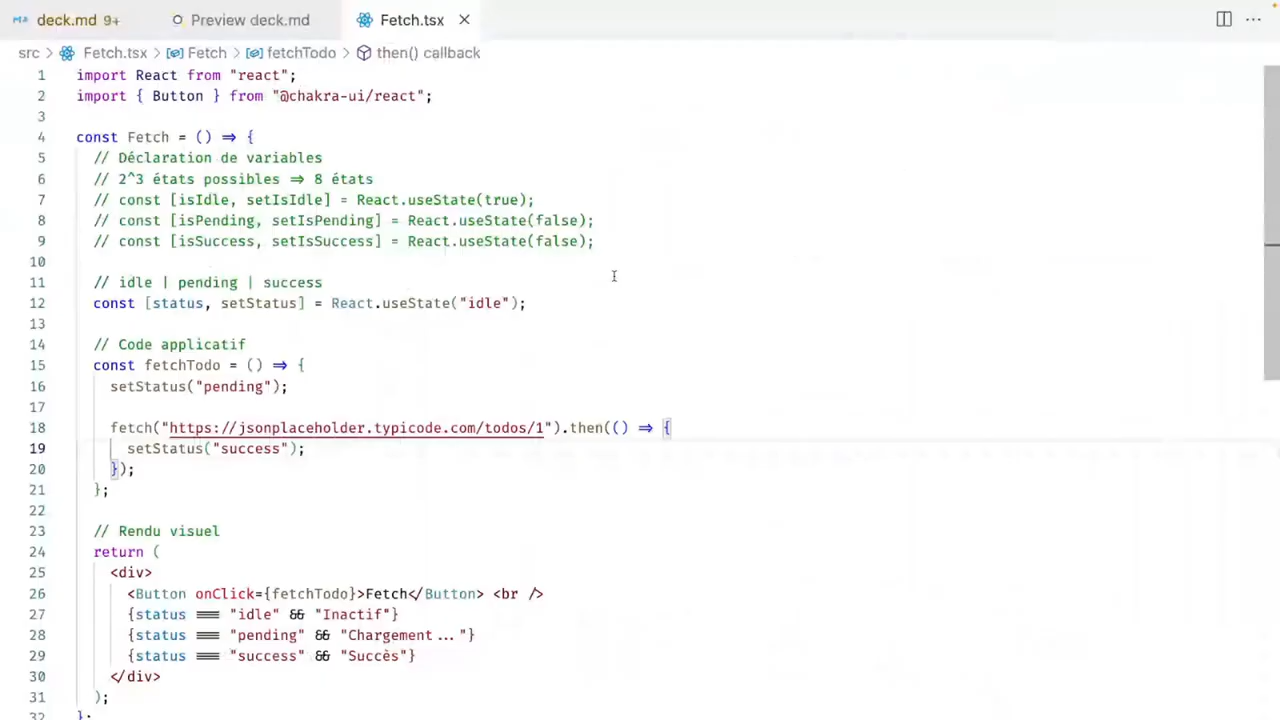 deck.md 9+ Preview deck.md Fetch.tsx
src > Fetch.tsx > Fetch > fetchTodo > then() callback
1 import React from "react";
2 import { Button } from "@chakra-ui/react";
3
4 const Fetch = () => {
5 // Déclaration de variables
6 // 2^3 états possibles => 8 états
7 // const [isIdle, setIsIdle] = React.useState(true);
8 // const [isPending, setIsPending] = React.useState(false);
9 // const [isSuccess, setIsSuccess] = React.useState(false);
10
11 // idle | pending | success
12 const [status, setStatus] = React.useState("idle");
13
14 // Code applicatif
15 const fetchTodo = () => {
16 setStatus("pending");
17
18 fetch("https://jsonplaceholder.typicode.com/todos/1").then(() => {
19 setStatus("success");
20 });
21 };
22
23 // Rendu visuel
24 return (
25 <div>
26 <Button onClick={fetchTodo}>Fetch</Button> <br />
27 {status === "idle" && "Inactif"}
28 {status === "pending" && "Chargement..."}
29 {status === "success" && "Succès"}
30 </div>
31 );
32 };